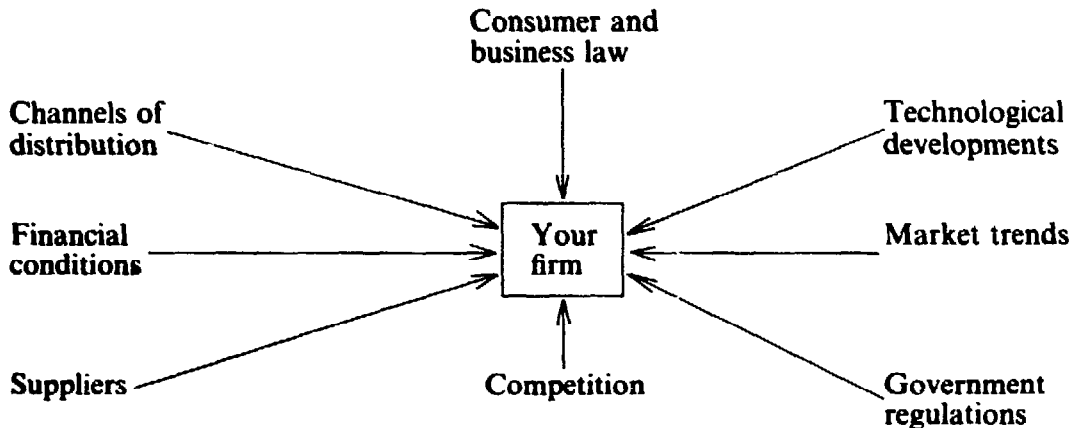 Consumer and
business law
Channels of
distribution
Technological
developments
Financial
conditions
Your
firm
Market trends
Suppliers
Competition
Government
regulations